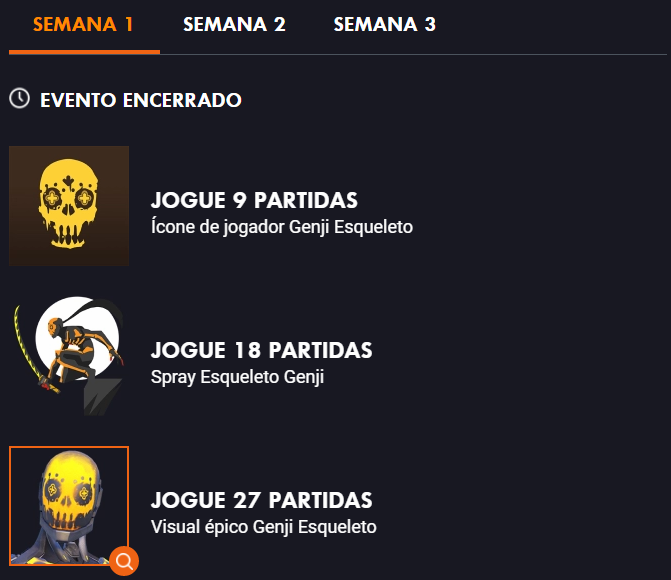 SEMANA 1 SEMANA 2 SEMANA 3
EVENTO ENCERRADO
JOGUE 9 PARTIDAS
Ícone de jogador Genji Esqueleto
JOGUE 18 PARTIDAS
Spray Esqueleto Genji
JOGUE 27 PARTIDAS
Visual épico Genji Esqueleto